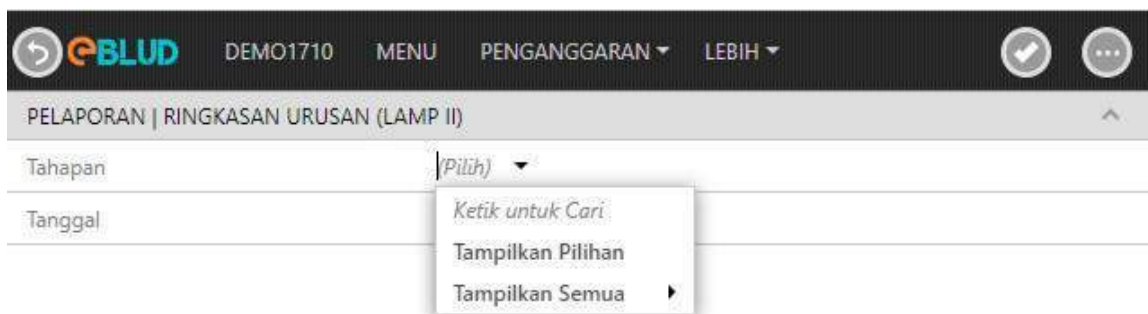 eBLUD DEMO1710 MENU PENGANGGARAN LEBIH
PELAPORAN | RINGKASAN URUSAN (LAMP II)
Tahapan (Pilih)
Ketik untuk Cari
Tanggal
Tampilkan Pilihan
Tampilkan Semua